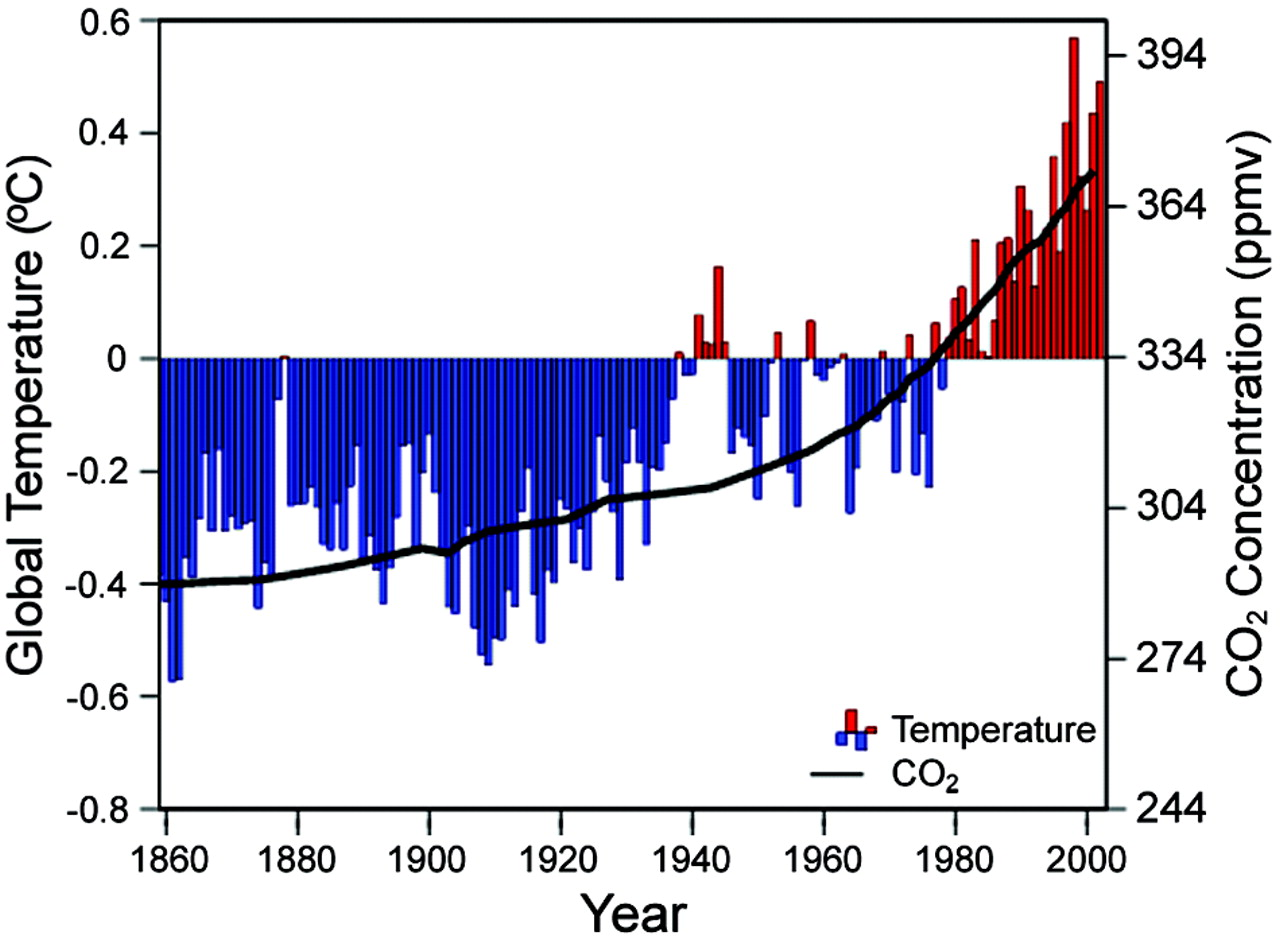 Global Temperature (ºC)
0.6
0.4
0.2
0
-0.2
-0.4
-0.6
-0.8
394
364
334
304
274
244
CO₂ Concentration (ppmv)
Temperature
CO₂
1860 1880 1900 1920 1940 1960 1980 2000
Year